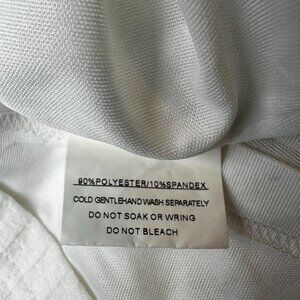 90%POLYESTER/10%SPANDEX
COLD GENTLEHAND WASH SEPARATELY
DO NOT SOAK OR WRING
DO NOT BLEACH